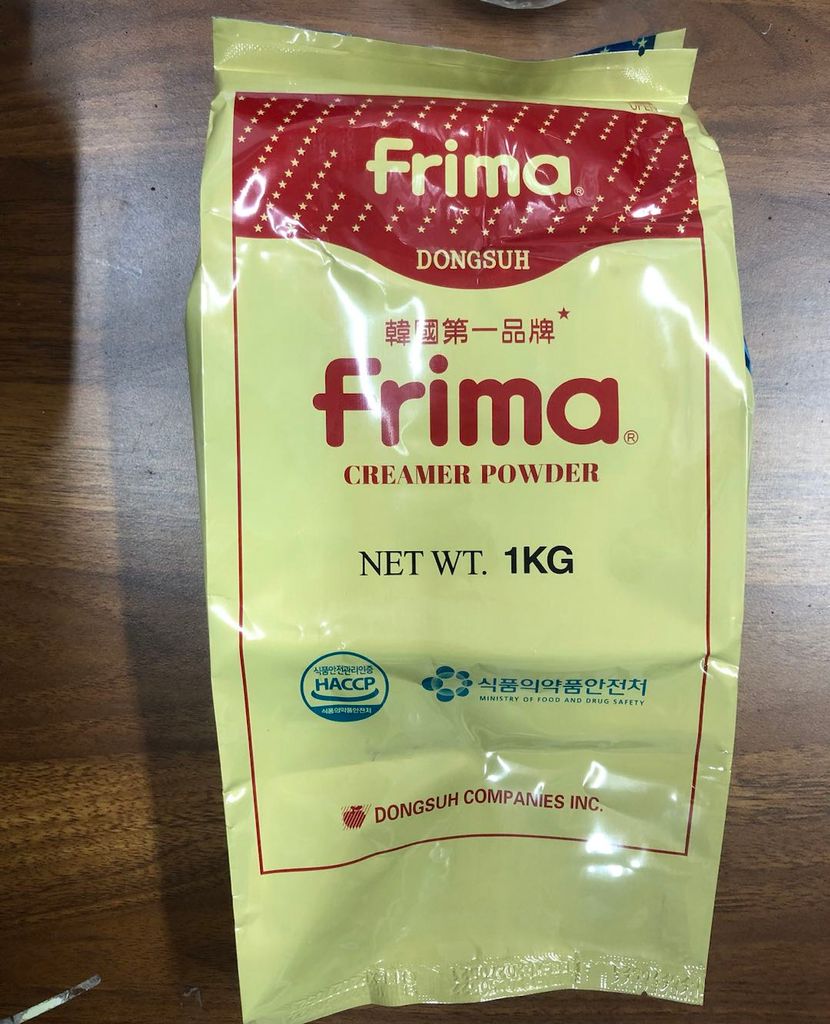 OPEN
Frima®
DONGSUH
韓國第一品牌★
Frima®
CREAMER POWDER
NET WT. 1KG
식품안전관리인증
HACCP
식품의약품안전처
식품의약품안전처
MINISTRY OF FOOD AND DRUG SAFETY
DONGSUH COMPANIES INC.